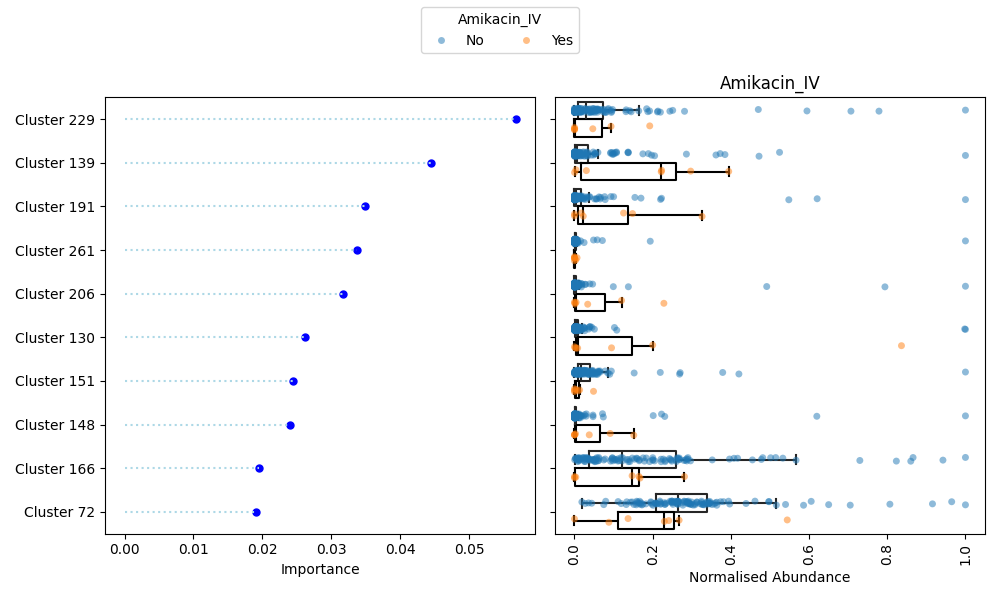 Amikacin_IV
No Yes
Amikacin_IV
Cluster 229
Cluster 139
Cluster 191
Cluster 261
Cluster 206
Cluster 130
Cluster 151
Cluster 148
Cluster 166
Cluster 72
0.00 0.01 0.02 0.03 0.04 0.05
Importance
0.0 0.2 0.4 0.6 0.8 1.0
Normalised Abundance